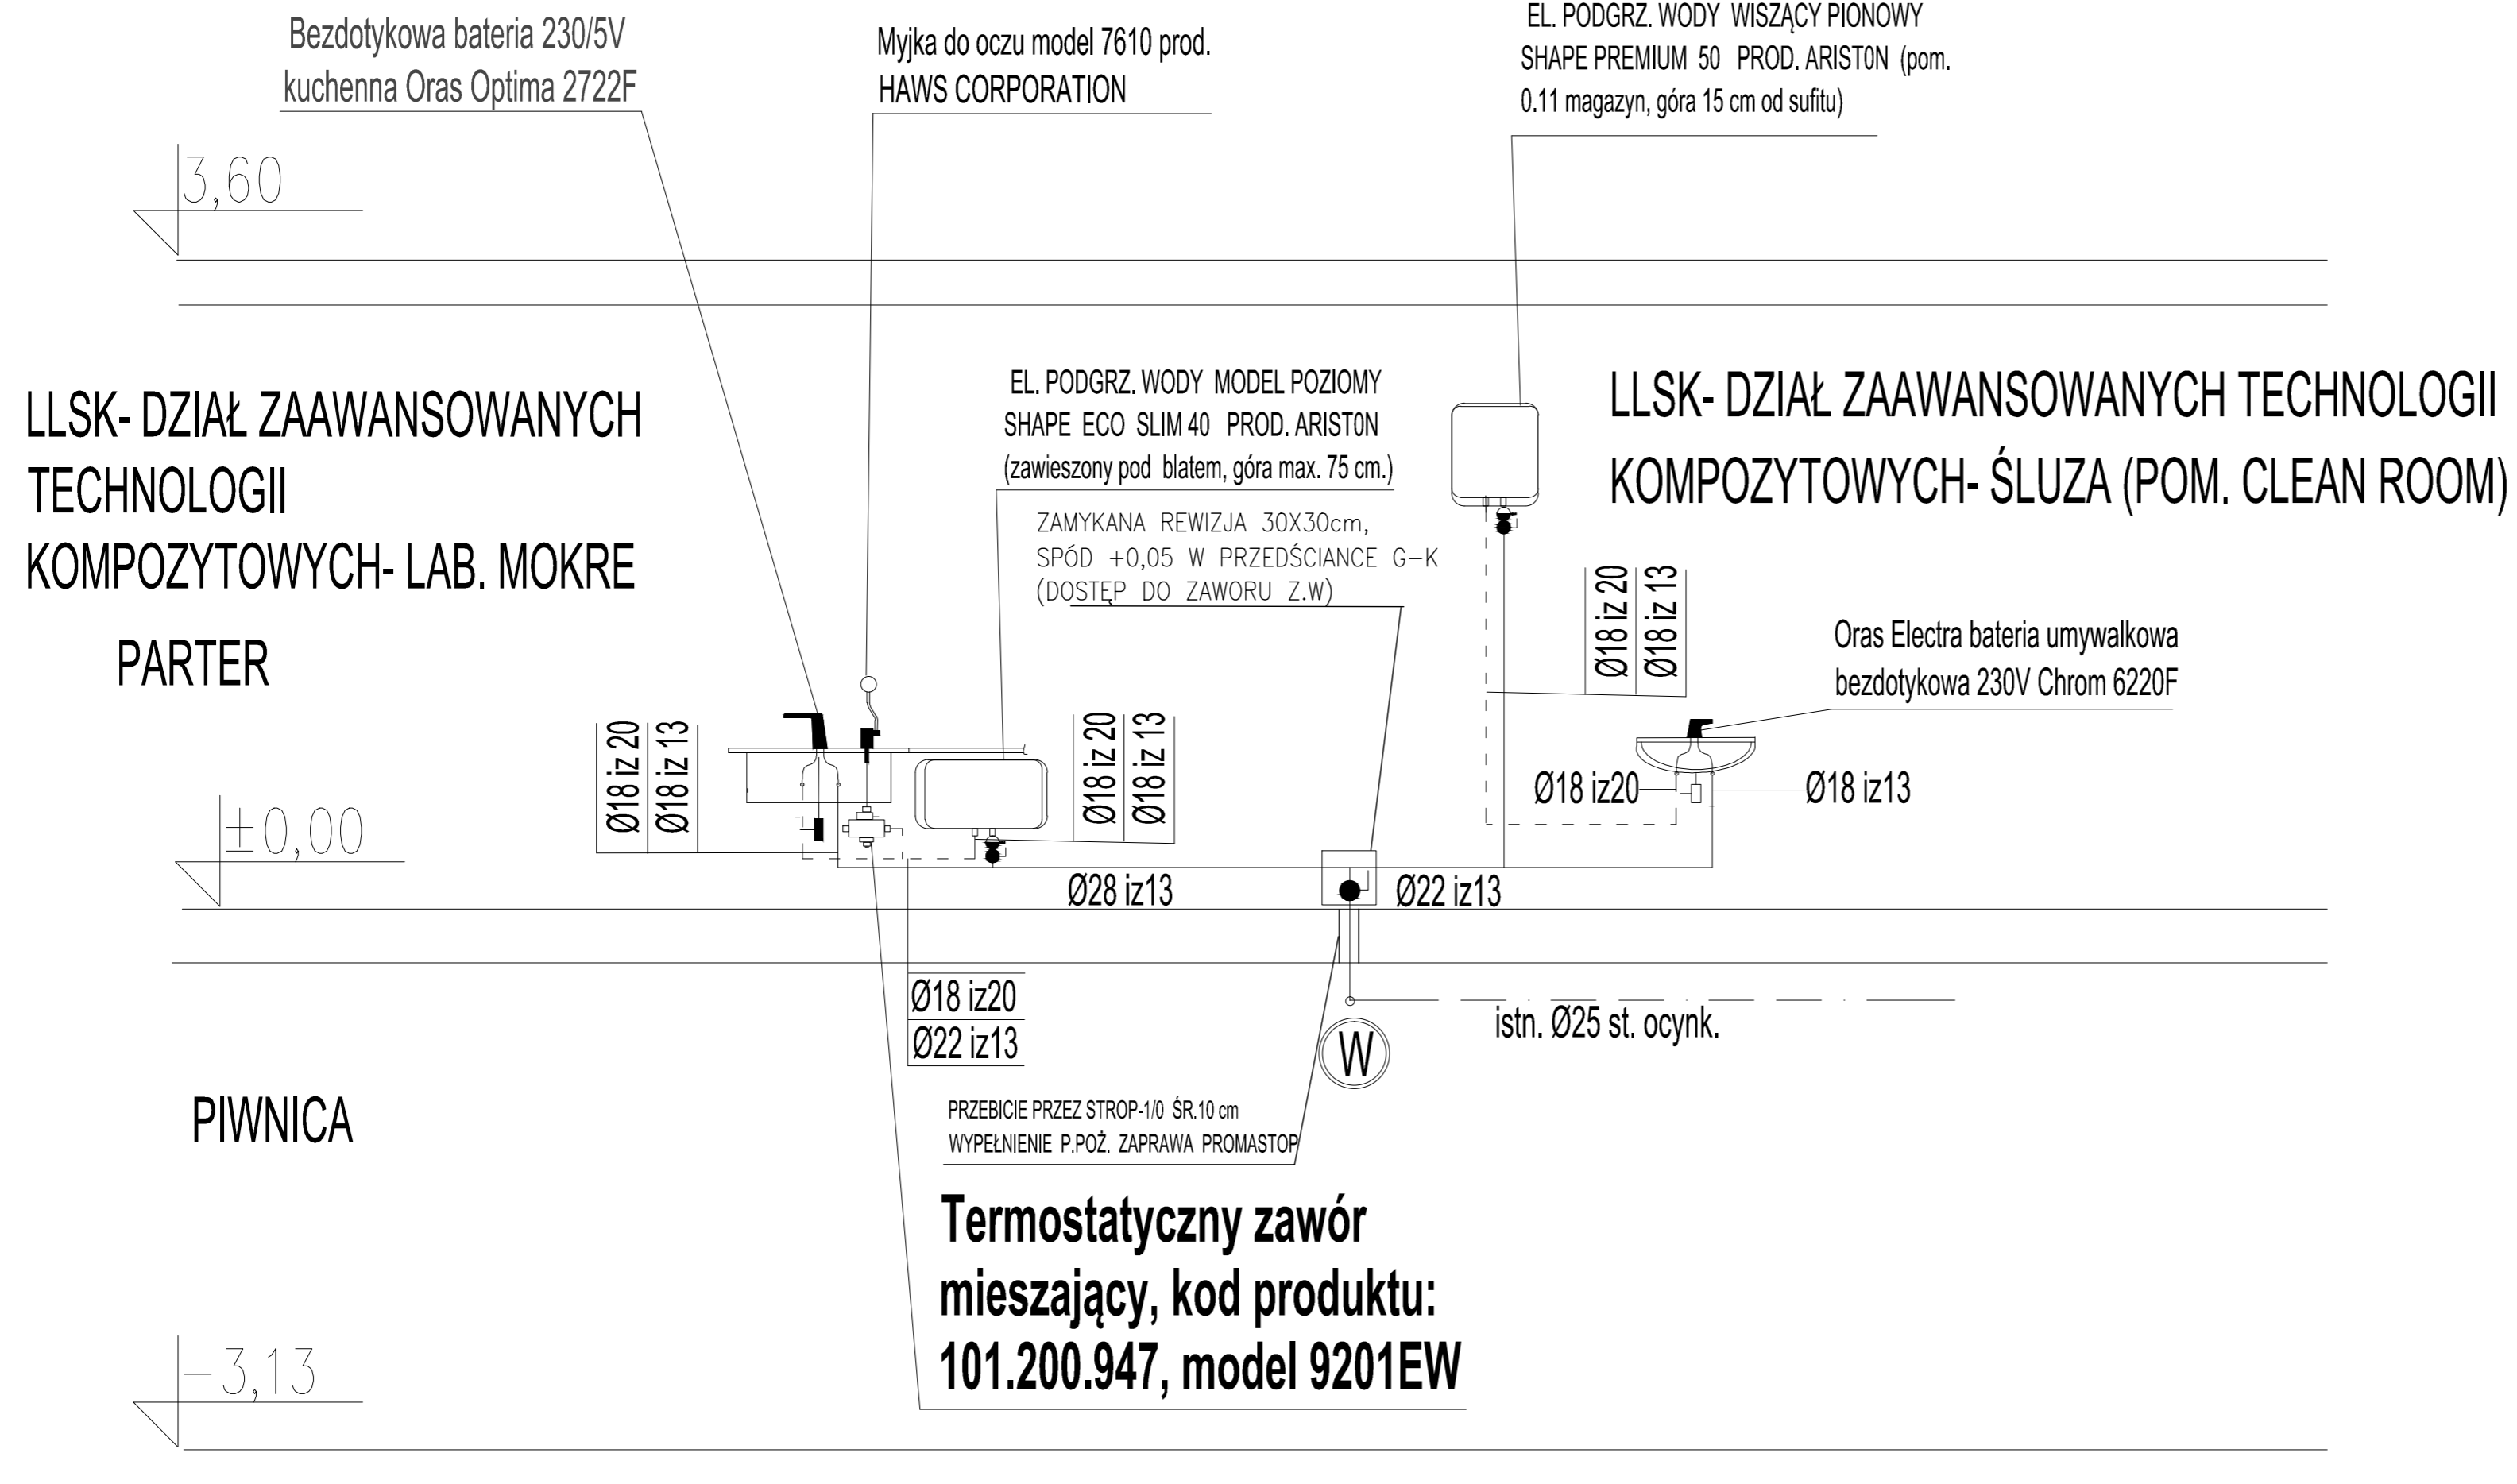 Bezdotykowa bateria 230/5V
kuchenna Oras Optima 2722F
Myjka do oczu model 7610 prod.
HAWS CORPORATION
EL. PODGRZ. WODY WISZĄCY PIONOWY
SHAPE PREMIUM 50 PROD. ARIST0N (pom.
0.11 magazyn, góra 15 cm od sufitu)
3,60
LLSK- DZIAŁ ZAAWANSOWANYCH
TECHNOLOGII
KOMPOZYTOWYCH- LAB. MOKRE
PARTER
EL. PODGRZ. WODY MODEL POZIOMY
SHAPE ECO SLIM 40 PROD. ARIST0N
(zawieszony pod blatem, góra max. 75 cm.)
ZAMYKANA REWIZJA 30X30cm,
SPÓD +0,05 W PRZEDŚCIANCE G-K
(DOSTĘP DO ZAWORU Z.W)
LLSK- DZIAŁ ZAAWANSOWANYCH TECHNOLOGII
KOMPOZYTOWYCH- ŚLUZA (POM. CLEAN ROOM)
Ø18 iz 20
Ø18 iz 13
Oras Electra bateria umywalkowa
bezdotykowa 230V Chrom 6220F
Ø18 iz 20
Ø18 iz 13
Ø18 iz 20
Ø18 iz 13
Ø18 iz20
Ø18 iz13
±0,00
Ø28 iz13
Ø22 iz13
Ø18 iz20
Ø22 iz13
istn. Ø25 st. ocynk.
W
PIWNICA
PRZEBICIE PRZEZ STROP-1/0 ŚR.10 cm
WYPEŁNIENIE P.POŻ. ZAPRAWA PROMASTOP
Termostatyczny zawór
mieszający, kod produktu:
101.200.947, model 9201EW
-3,13